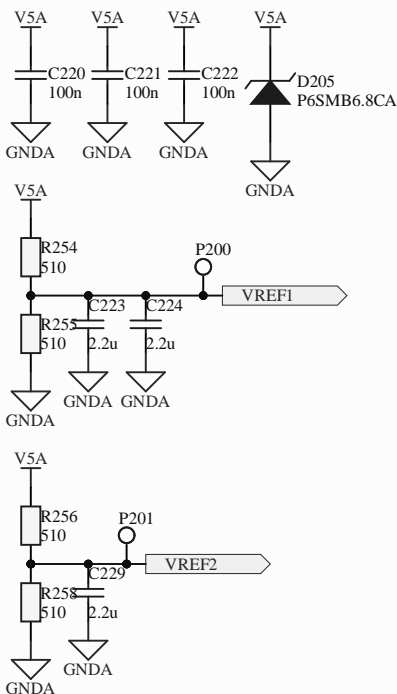 V5A V5A V5A V5A
C220 C221 C222 D205
100n 100n 100n P6SMB6.8CA
GNDA GNDA GNDA GNDA
V5A
R254 P200
510
VREF1
R255 C223 C224
510 2.2u 2.2u
GNDA GNDA GNDA
V5A
R256 P201
510
VREF2
R258 C229
510 2.2u
GNDA GNDA